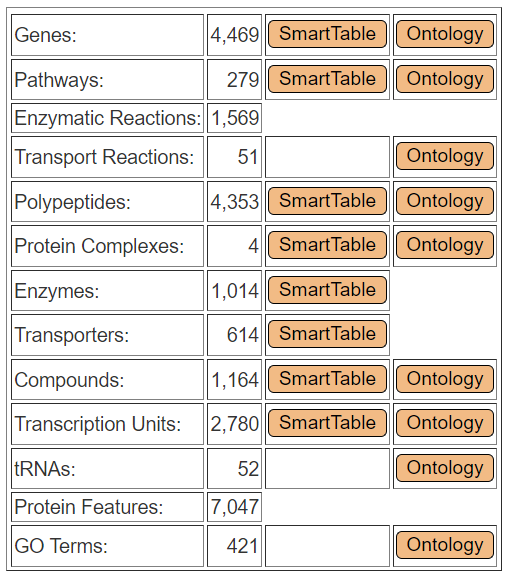 Genes: 4,469 SmartTable Ontology
Pathways: 279 SmartTable Ontology
Enzymatic Reactions: 1,569
Transport Reactions: 51 Ontology
Polypeptides: 4,353 SmartTable Ontology
Protein Complexes: 4 SmartTable Ontology
Enzymes: 1,014 SmartTable
Transporters: 614 SmartTable
Compounds: 1,164 SmartTable Ontology
Transcription Units: 2,780 SmartTable Ontology
tRNAs: 52 Ontology
Protein Features: 7,047
GO Terms: 421 Ontology